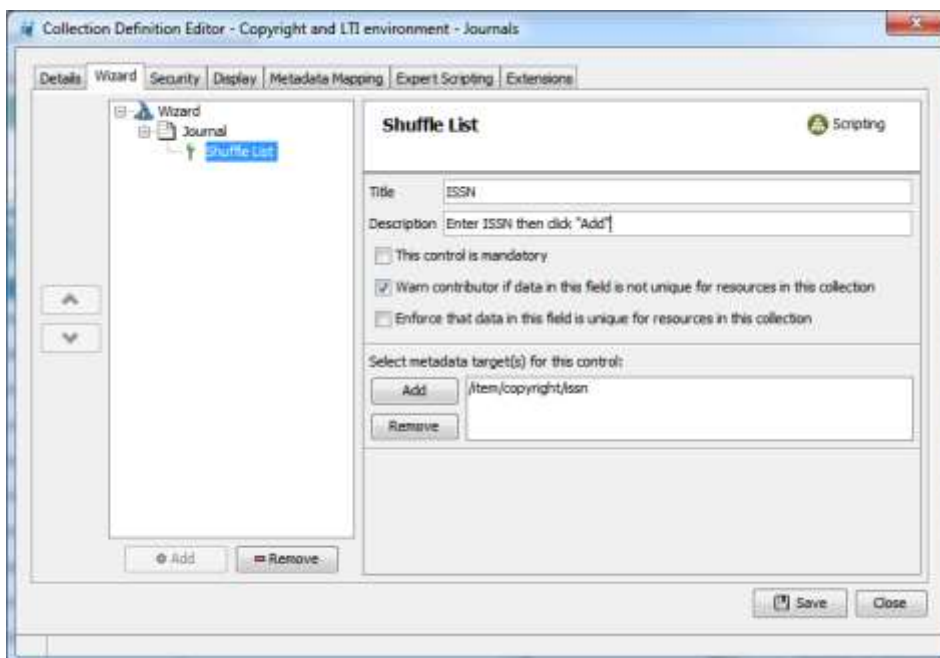 Collection Definition Editor - Copyright and LTI environment - Journals
Details Wizard Security Display Metadata Mapping Expert Scripting Extensions
Wizard
Journal
Shuffle List
Shuffle List
Scripting
Title ISSN
Description Enter ISSN then click "Add"
This control is mandatory
Warn contributor if data in this field is not unique for resources in this collection
Enforce that data in this field is unique for resources in this collection
Select metadata target(s) for this control:
Add
/item/copyright/issn
Remove
Add
Remove
Save
Close